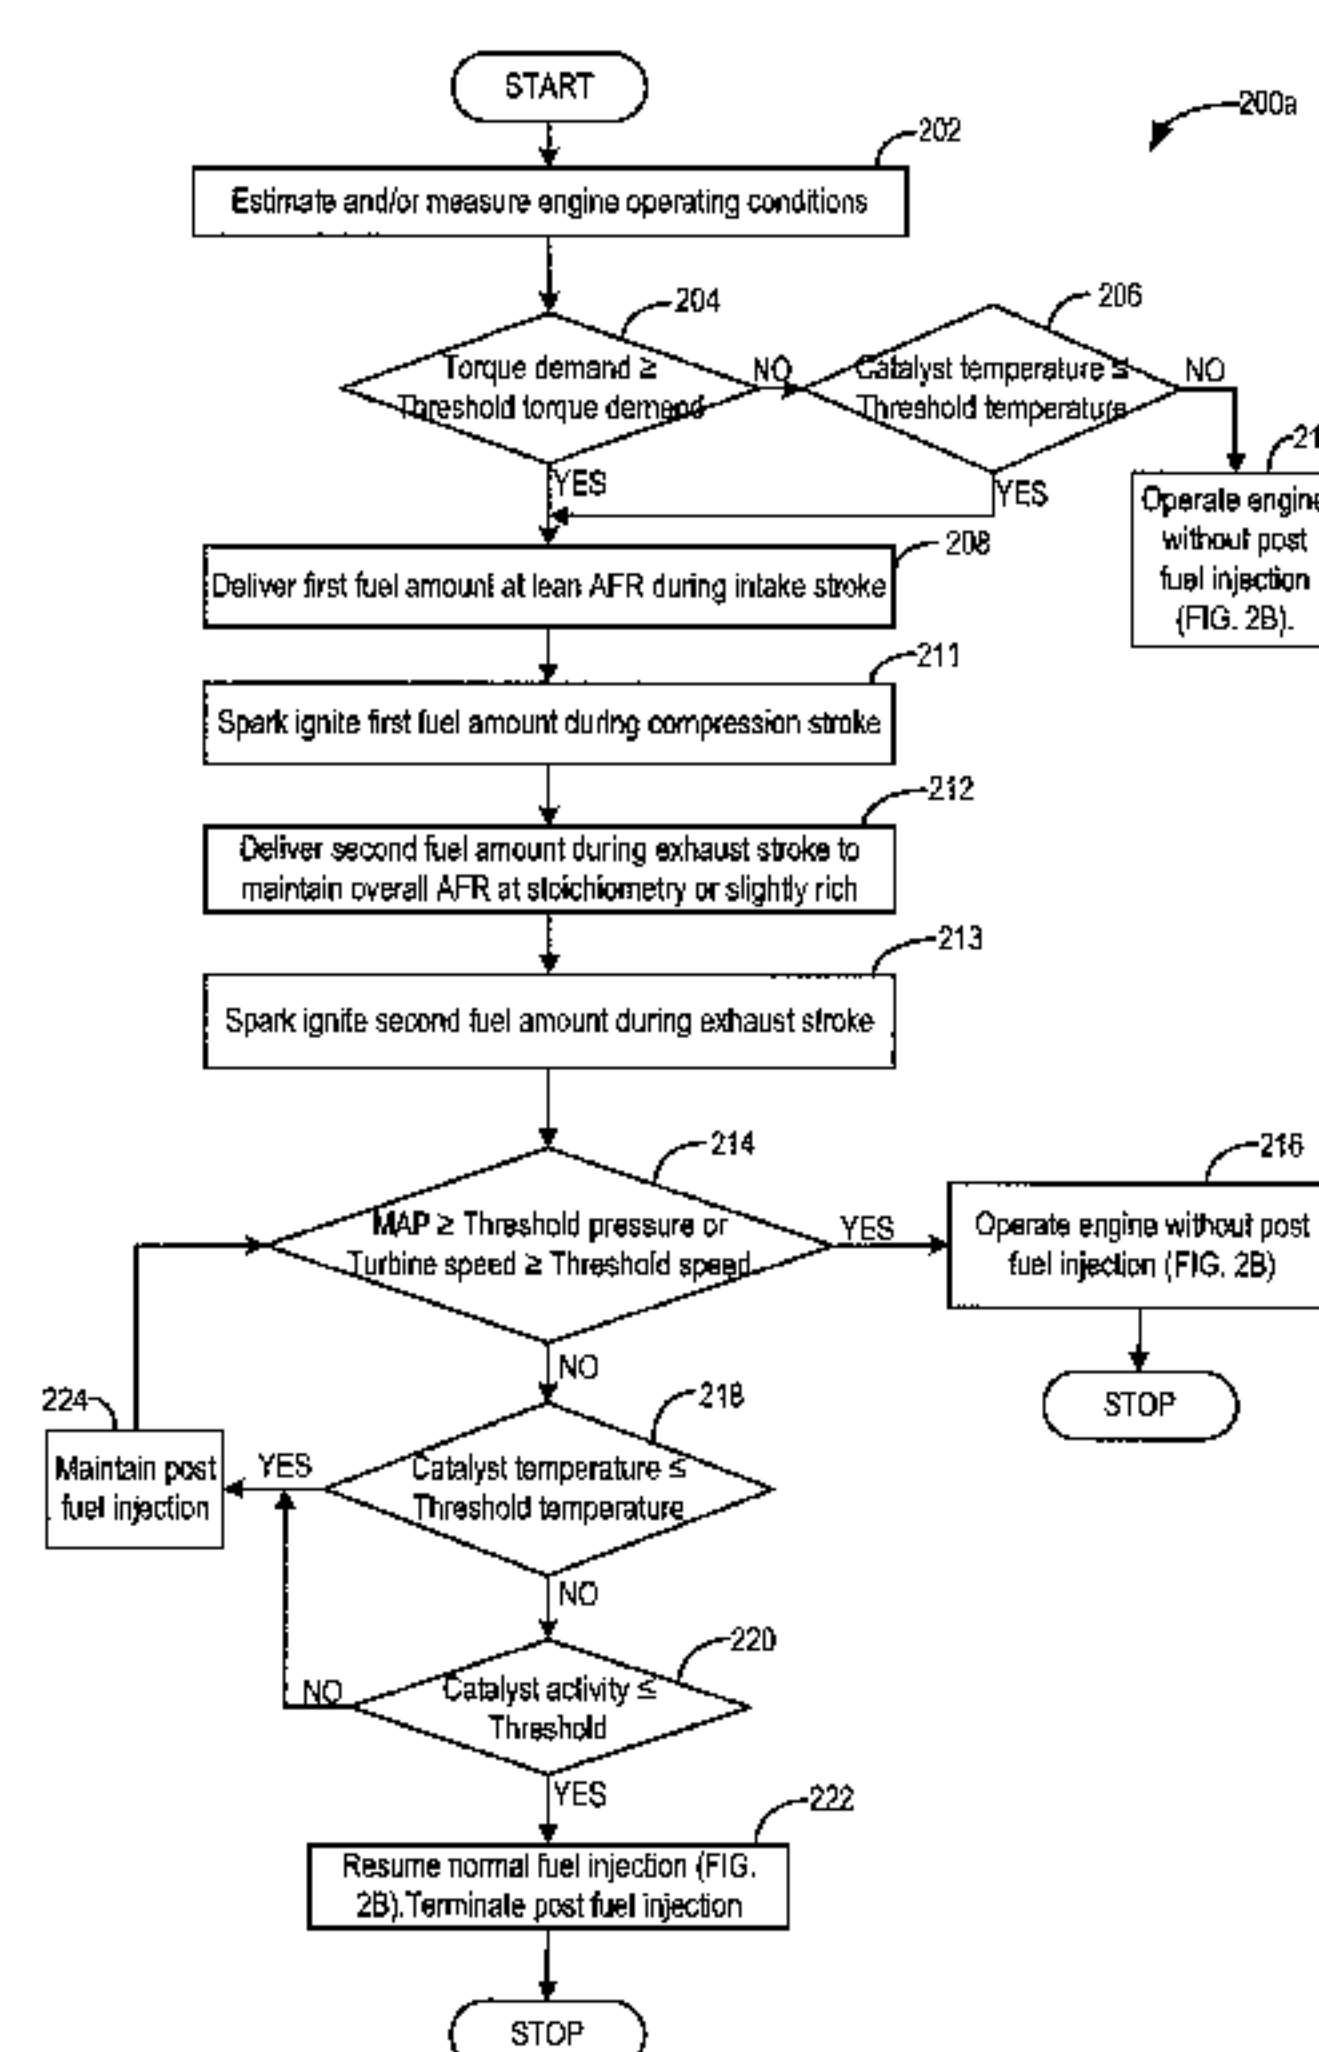 START
200a
202
Estimate and/or measure engine operating conditions
204
206
Torque demand ≥
Threshold torque demand
NO
Catalyst temperature ≤
Threshold temperature
NO
YES
YES
Operate engine
without post
fuel injection
(FIG. 2B).
208
Deliver first fuel amount at lean AFR during intake stroke
211
Spark ignite first fuel amount during compression stroke
212
Deliver second fuel amount during exhaust stroke to
maintain overall AFR at stoichiometry or slightly rich
213
Spark ignite second fuel amount during exhaust stroke
214
MAP ≥ Threshold pressure or
Turbine speed ≥ Threshold speed
YES
216
Operate engine without post
fuel injection (FIG. 2B)
STOP
NO
218
224
Maintain post
fuel injection
YES
Catalyst temperature ≤
Threshold temperature
NO
220
Catalyst activity ≤
Threshold
NO
YES
222
Resume normal fuel injection (FIG.
2B).Terminate post fuel injection
STOP